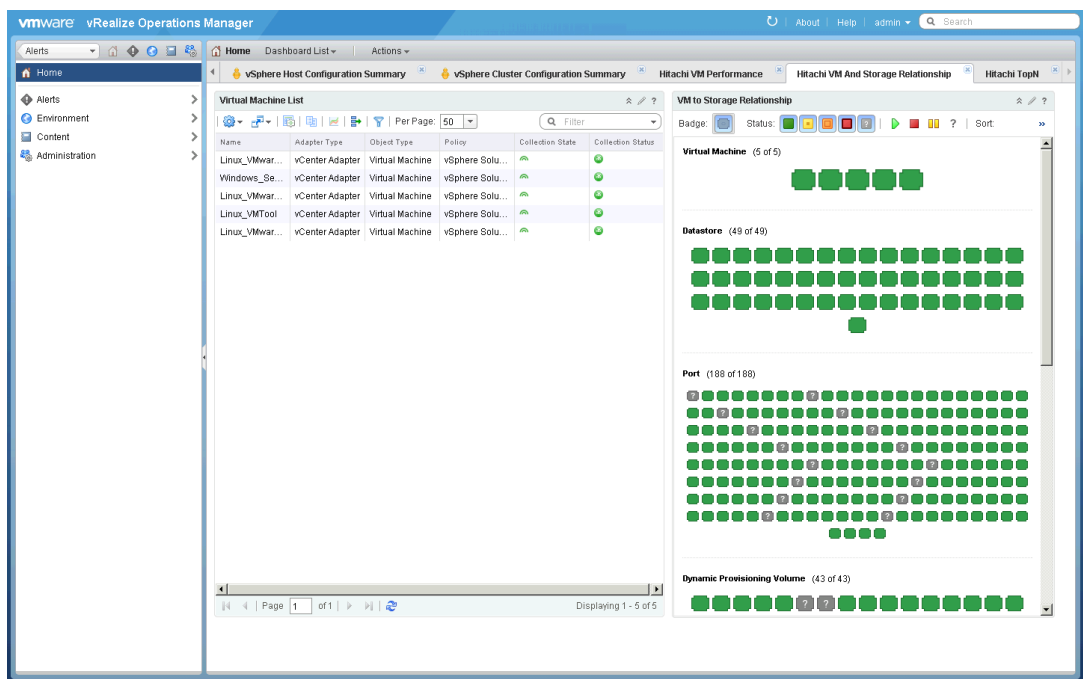 vmware vRealize Operations Manager About Help admin Search
Alerts
Home Dashboard List Actions
Home
vSphere Host Configuration Summary vSphere Cluster Configuration Summary Hitachi VM Performance Hitachi VM And Storage Relationship Hitachi TopN
Alerts
Environment
Content
Administration
Virtual Machine List ?
Per Page: 50 Filter
Name Adapter Type Object Type Policy Collection State Collection Status
Linux_VMwar... vCenter Adapter Virtual Machine vSphere Solu...
Windows_Se... vCenter Adapter Virtual Machine vSphere Solu...
Linux_VMwar... vCenter Adapter Virtual Machine vSphere Solu...
Linux_VMTool vCenter Adapter Virtual Machine vSphere Solu...
Linux_VMwar... vCenter Adapter Virtual Machine vSphere Solu...
Page 1 of 1 Displaying 1 - 5 of 5
VM to Storage Relationship ?
Badge: Status: ? Sort: »
Virtual Machine (5 of 5)
Datastore (49 of 49)
Port (188 of 188)
Dynamic Provisioning Volume (43 of 43)